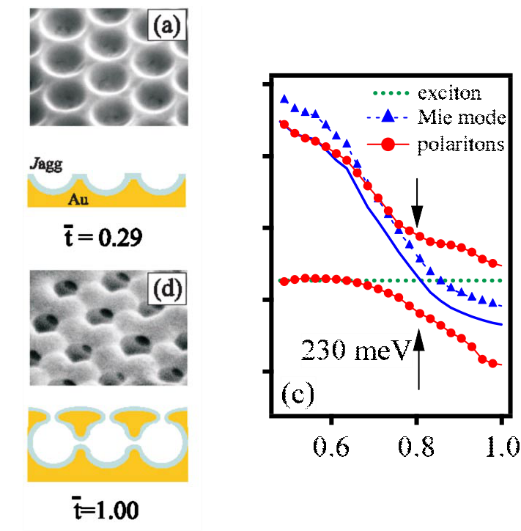 (a)
Jagg
Au
t̄ = 0.29
(d)
t̄=1.00
exciton
Mie mode
polaritons
230 meV
(c)
0.6 0.8 1.0